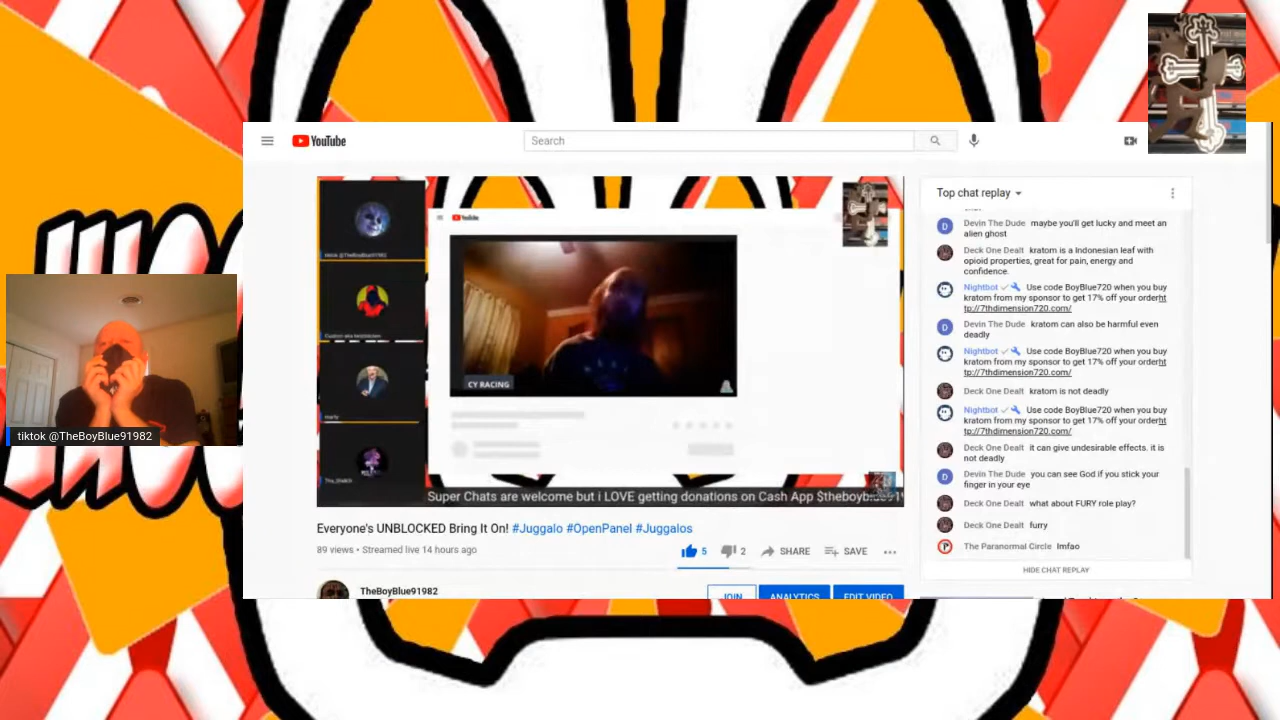 YouTube
Search
Top chat replay
YouTube
tiktok @TheBoyBlue91982
marty
CY RACING
Super Chats are welcome but i LOVE getting donations on Cash App $theboyblue91
Everyone's UNBLOCKED Bring It On! #Juggalo #OpenPanel #Juggalos
89 views • Streamed live 14 hours ago
5
2
SHARE
SAVE
TheBoyBlue91982
JOIN
ANALYTICS
EDIT VIDEO
Devin The Dude maybe you'll get lucky and meet an
alien ghost
Deck One Dealt kratom is a Indonesian leaf with
opioid properties, great for pain, energy and
confidence.
Nightbot Use code BoyBlue720 when you buy
kratom from my sponsor to get 17% off your orderht
tp://7thdimension720.com/
Devin The Dude kratom can also be harmful even
deadly
Nightbot Use code BoyBlue720 when you buy
kratom from my sponsor to get 17% off your orderht
tp://7thdimension720.com/
Deck One Dealt kratom is not deadly
Nightbot Use code BoyBlue720 when you buy
kratom from my sponsor to get 17% off your orderht
tp://7thdimension720.com/
Deck One Dealt it can give undesirable effects. it is
not deadly
Devin The Dude you can see God if you stick your
finger in your eye
Deck One Dealt what about FURY role play?
Deck One Dealt furry
The Paranormal Circle lmfao
HIDE CHAT REPLAY
tiktok @TheBoyBlue91982